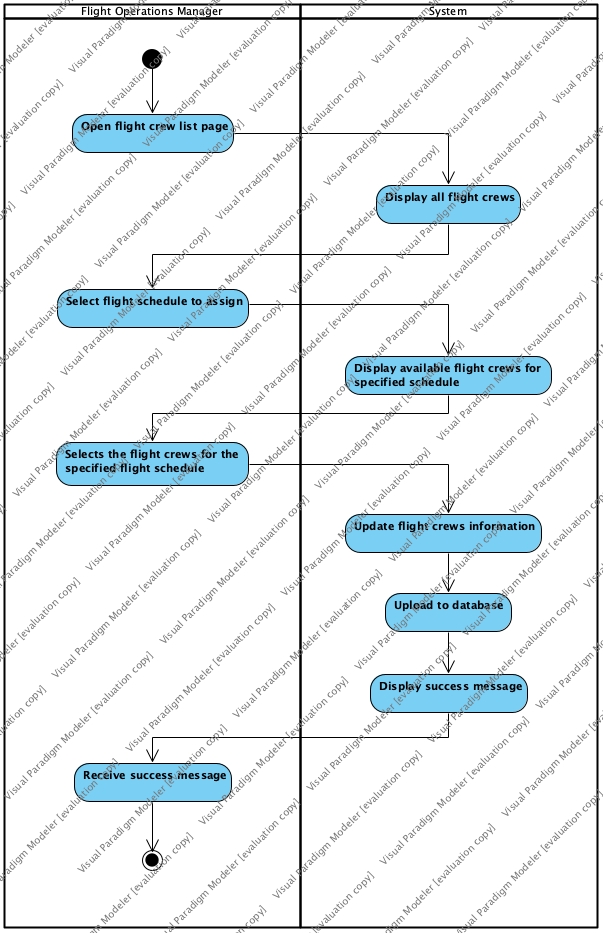 Flight Operations Manager
System
Open flight crew list page
Display all flight crews
Select flight schedule to assign
Display available flight crews for
specified schedule
Selects the flight crews for the
specified flight schedule
Update flight crews information
Upload to database
Display success message
Receive success message
Visual Paradigm Modeler [evaluation copy]